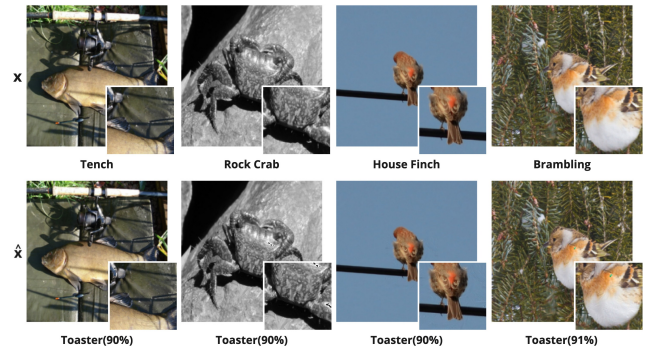 x
Tench Rock Crab House Finch Brambling
x̂
Toaster(90%) Toaster(90%) Toaster(90%) Toaster(91%)